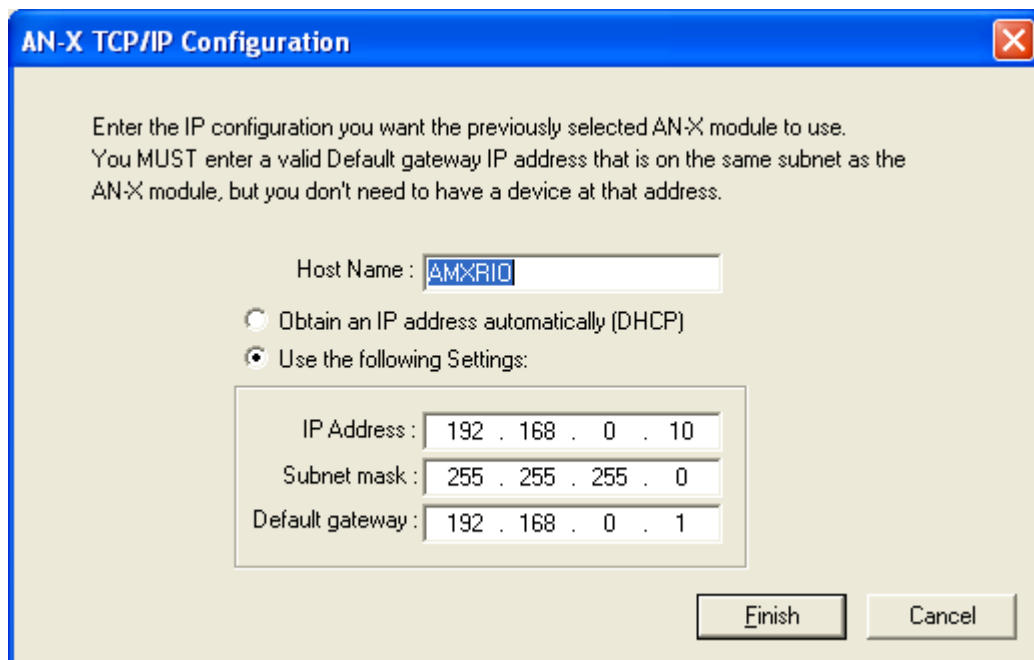 AN-X TCP/IP Configuration
Enter the IP configuration you want the previously selected AN-X module to use.
You MUST enter a valid Default gateway IP address that is on the same subnet as the
AN-X module, but you don't need to have a device at that address.
Host Name : AMXRIO
Obtain an IP address automatically (DHCP)
Use the following Settings:
IP Address : 192 . 168 . 0 . 10
Subnet mask : 255 . 255 . 255 . 0
Default gateway : 192 . 168 . 0 . 1
Finish Cancel